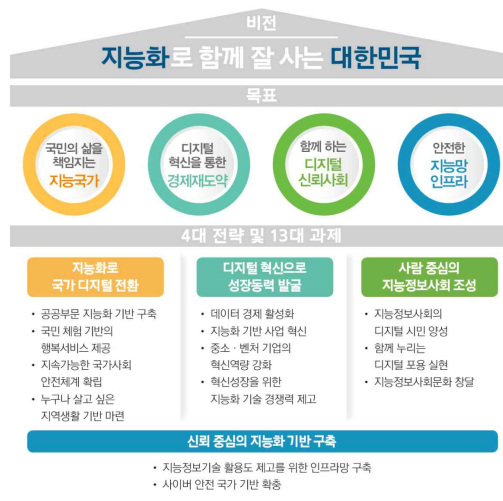 비전
지능화로 함께 잘 사는 대한민국
목표
국민의 삶을
책임지는
지능국가
디지털
혁신을 통한
경제재도약
함께 하는
디지털
신뢰사회
안전한
지능망
인프라
4대 전략 및 13대 과제
지능화로
국가 디지털 전환
• 공공부문 지능화 기반 구축
• 국민 체험 기반의
행복서비스 제공
• 지속가능한 국가사회
안전체계 확립
• 누구나 살고 싶은
지역생활 기반 마련
디지털 혁신으로
성장동력 발굴
• 데이터 경제 활성화
• 지능화 기반 사업 혁신
• 중소 · 벤처 기업의
혁신역량 강화
• 혁신성장을 위한
지능화 기술 경쟁력 제고
사람 중심의
지능정보사회 조성
• 지능정보사회의
디지털 시민 양성
• 함께 누리는
디지털 포용 실현
• 지능정보사회문화 창달
신뢰 중심의 지능화 기반 구축
• 지능정보기술 활용도 제고를 위한 인프라망 구축
• 사이버 안전 국가 기반 확충